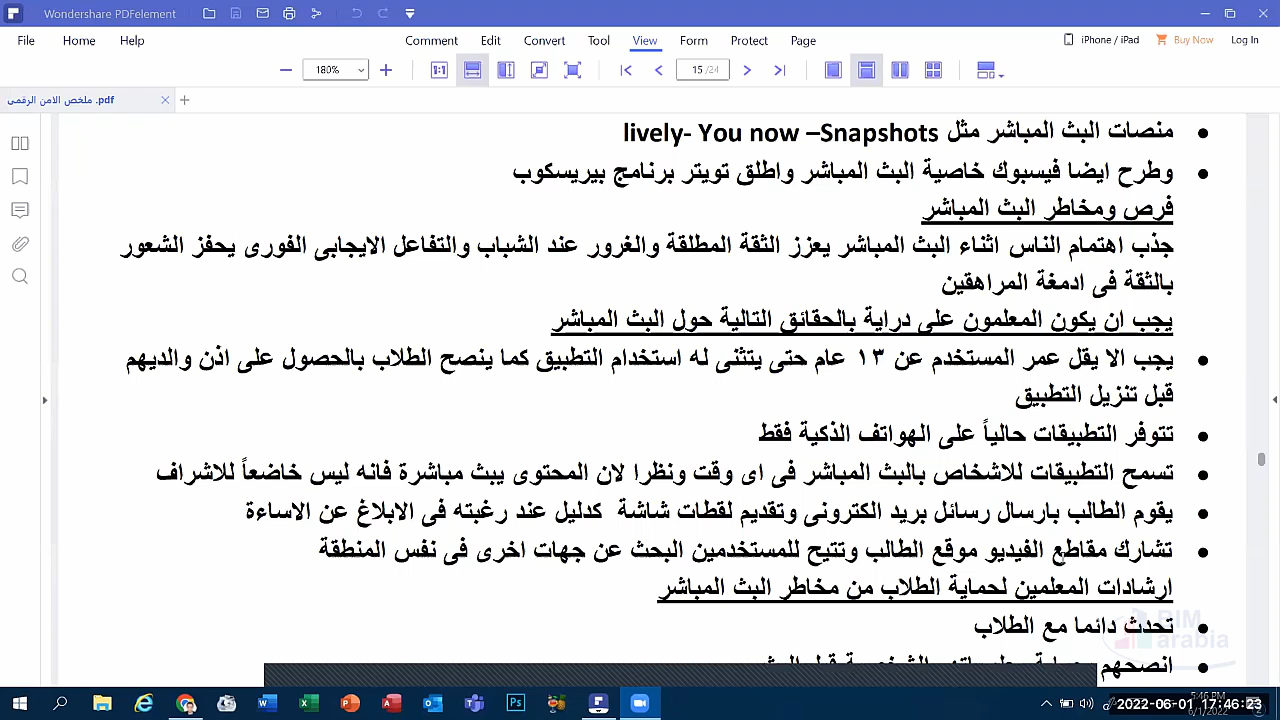 Wondershare PDFelement
File Home Help Comment Edit Convert Tool View Form Protect Page iPhone / iPad Buy Now Log In
180% 15 /24
ملخص الامن الرقمى .pdf
• منصات البث المباشر مثل lively- You now –Snapshots
• وطرح ايضا فيسبوك خاصية البث المباشر واطلق تويتر برنامج بيريسكوب
فرص ومخاطر البث المباشر
جذب اهتمام الناس اثناء البث المباشر يعزز الثقة المطلقة والغرور عند الشباب والتفاعل الايجابى الفورى يحفز الشعور
بالثقة فى ادمغة المراهقين
يجب ان يكون المعلمون على دراية بالحقائق التالية حول البث المباشر
• يجب الا يقل عمر المستخدم عن ١٣ عام حتى يتثنى له استخدام التطبيق كما ينصح الطلاب بالحصول على اذن والديهم
قبل تنزيل التطبيق
• تتوفر التطبيقات حالياً على الهواتف الذكية فقط
• تسمح التطبيقات للاشخاص بالبث المباشر فى اى وقت ونظرا لان المحتوى يبث مباشرة فانه ليس خاضعاً للاشراف
• يقوم الطالب بارسال رسائل بريد الكترونى وتقديم لقطات شاشة كدليل عند رغبته فى الابلاغ عن الاساءة
• تشارك مقاطع الفيديو موقع الطالب وتتيح للمستخدمين البحث عن جهات اخرى فى نفس المنطقة
ارشادات المعلمين لحماية الطلاب من مخاطر البث المباشر
• تحدث دائما مع الطلاب
• انصحهم
BIM
arabia
5:46 PM
6/1/2022
2022-06-01 17:46:23